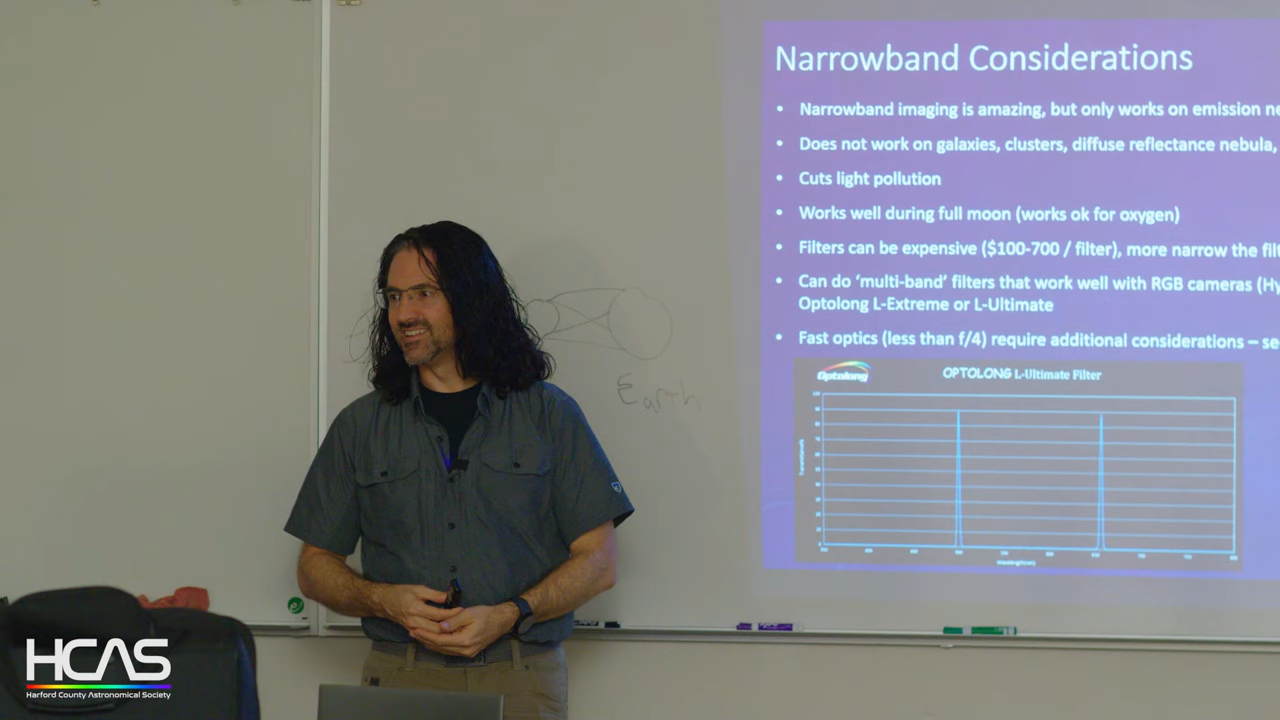 Narrowband Considerations
• Narrowband imaging is amazing, but only works on emission ne
• Does not work on galaxies, clusters, diffuse reflectance nebula,
• Cuts light pollution
• Works well during full moon (works ok for oxygen)
• Filters can be expensive ($100-700 / filter), more narrow the filt
• Can do ‘multi-band’ filters that work well with RGB cameras (Hy
Optolong L-Extreme or L-Ultimate
• Fast optics (less than f/4) require additional considerations – se
Optolong
OPTOLONG L-Ultimate Filter
Earth
HCAS
Harford County Astronomical Society